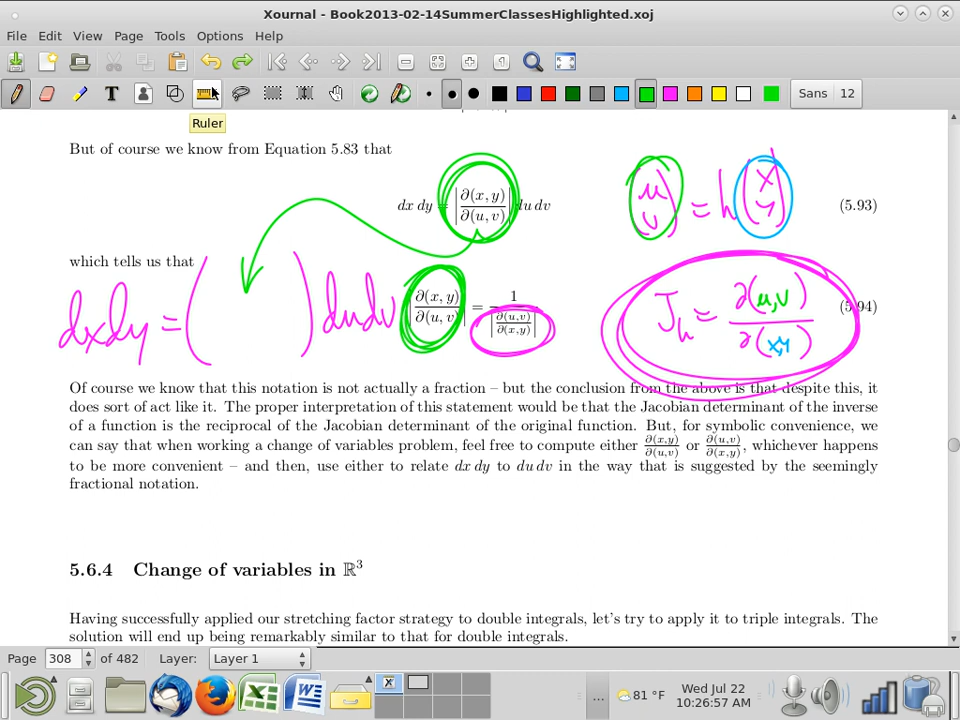 Xournal - Book2013-02-14SummerClassesHighlighted.xoj
File Edit View Page Tools Options Help
T Sans 12
Ruler
But of course we know from Equation 5.83 that
dx dy = |∂(x, y)/∂(u, v)| du dv (5.93)
(u v) = h(x y)
which tells us that
dxdy = ( ) dudv
|∂(x, y)/∂(u, v)| = 1/|∂(u,v)/∂(x,y)| (5.94)
J_h = ∂(u,v)/∂(x,y)
Of course we know that this notation is not actually a fraction – but the conclusion from the above is that despite this, it
does sort of act like it. The proper interpretation of this statement would be that the Jacobian determinant of the inverse
of a function is the reciprocal of the Jacobian determinant of the original function. But, for symbolic convenience, we
can say that when working a change of variables problem, feel free to compute either ∂(x,y)/∂(u,v) or ∂(u,v)/∂(x,y), whichever happens
to be more convenient – and then, use either to relate dx dy to du dv in the way that is suggested by the seemingly
fractional notation.
5.6.4 Change of variables in ℝ³
Having successfully applied our stretching factor strategy to double integrals, let's try to apply it to triple integrals. The
solution will end up being remarkably similar to that for double integrals.
Page 308 of 482 Layer: Layer 1
... 81 °F Wed Jul 22
10:26:57 AM